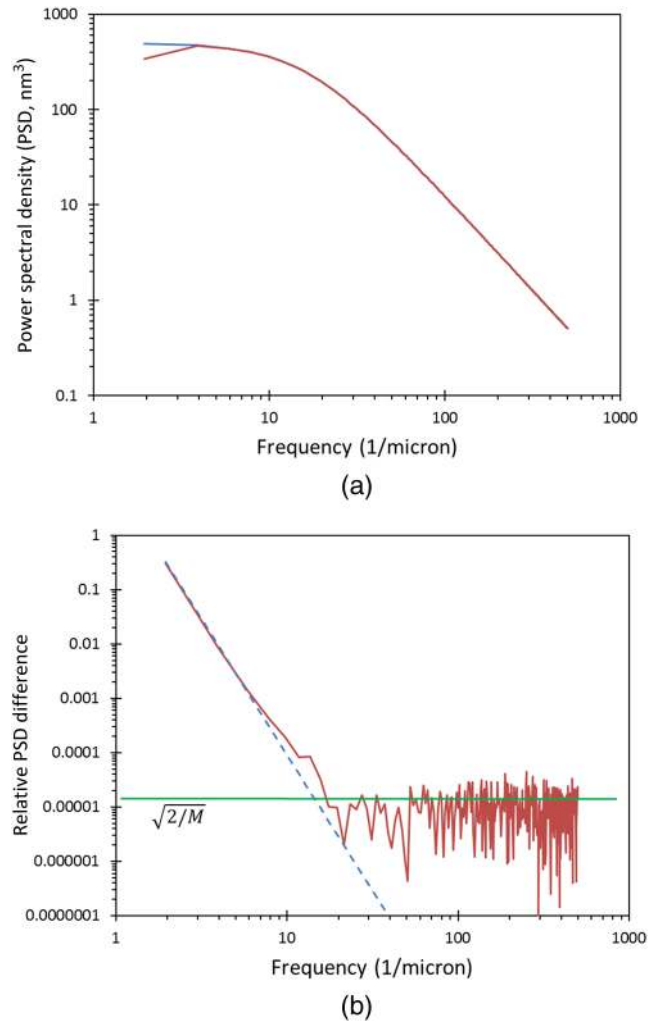 1000
100
10
1
0.1
Power spectral density (PSD, nm³)
1 10 100 1000
Frequency (1/micron)
(a)
1
0.1
0.01
0.001
0.0001
0.00001
0.000001
0.0000001
Relative PSD difference
√2/M
1 10 100 1000
Frequency (1/micron)
(b)